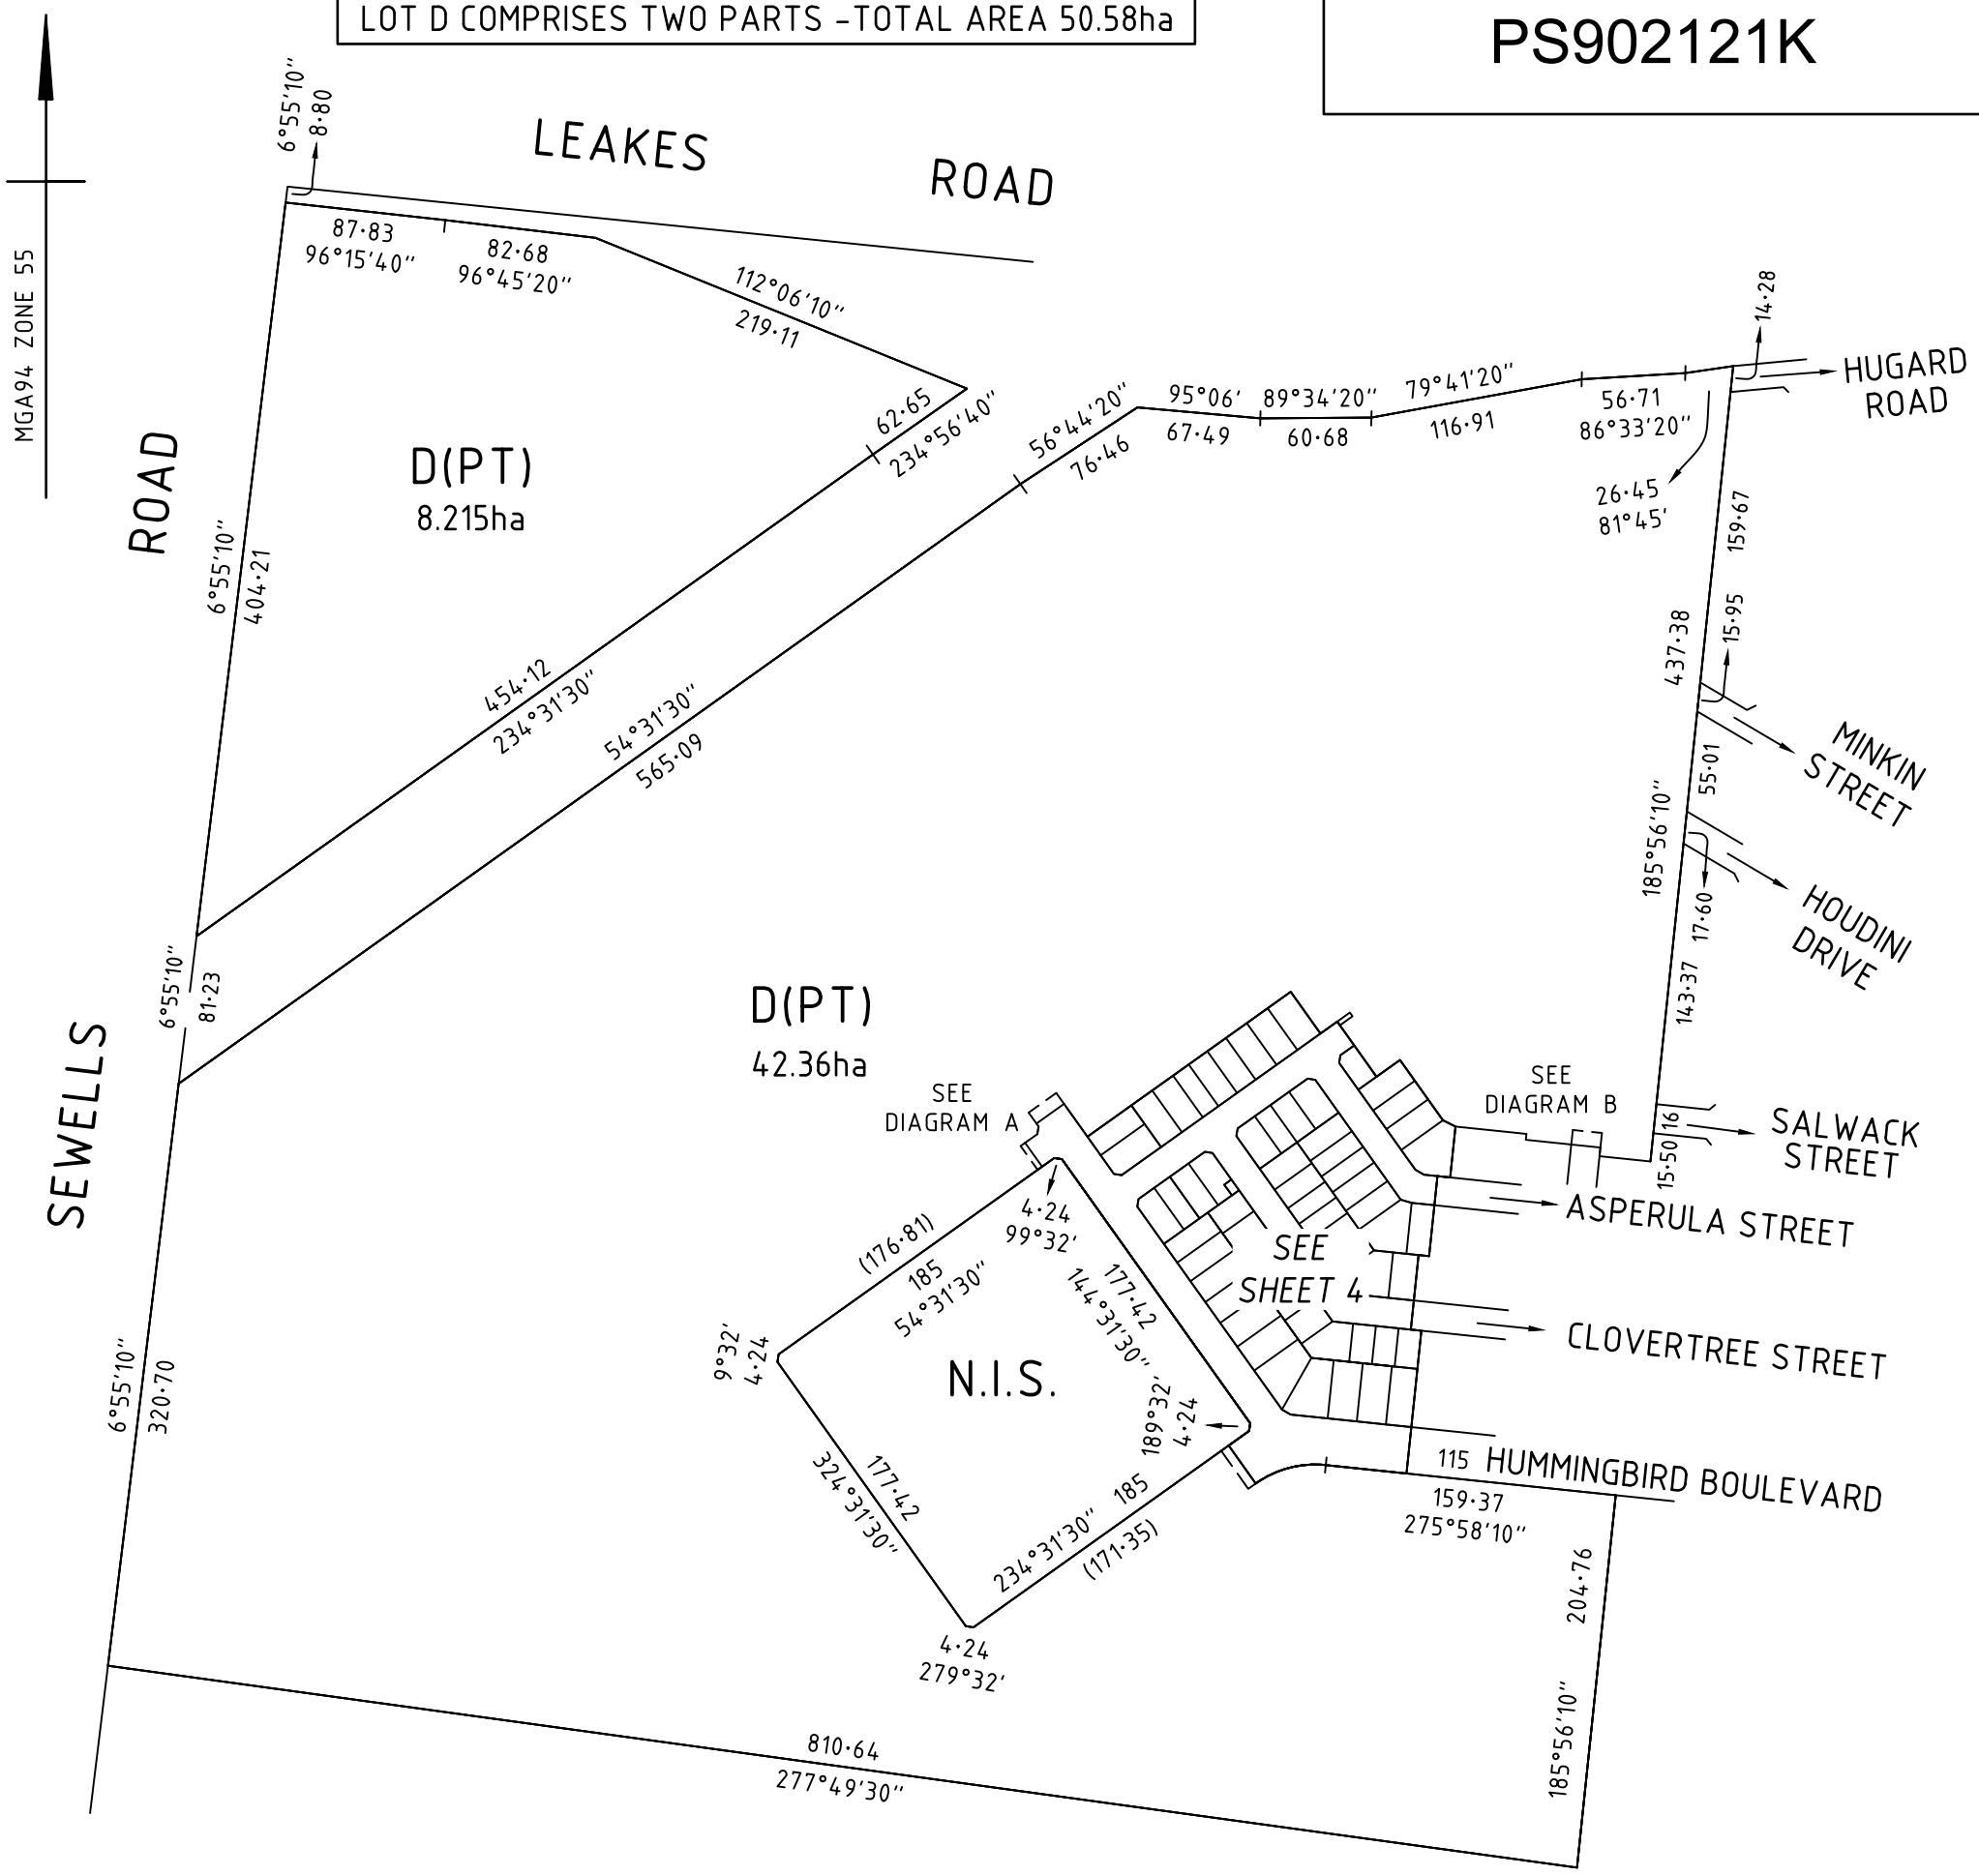 LOT D COMPRISES TWO PARTS -TOTAL AREA 50.58ha
PS902121K
MGA94 ZONE 55
6°55'10"
8·80
LEAKES
ROAD
87·83
96°15'40"
82·68
96°45'20"
112°06'10"
219·11
62·65
234°56'40"
D(PT)
8.215ha
ROAD
6°55'10"
404·21
454·12
234°31'30"
54°31'30"
565·09
56°44'20"
76·46
95°06'
67·49
89°34'20"
60·68
79°41'20"
116·91
56·71
86°33'20"
26·45
81°45'
14·28
HUGARD
ROAD
159·67
437·38
15·95
MINKIN
STREET
55·01
185°56'10"
17·60
HOUDINI
DRIVE
143·37
6°55'10"
81·23
SEWELLS
D(PT)
42.36ha
SEE
DIAGRAM A
SEE
DIAGRAM B
16
15·50
SALWACK
STREET
ASPERULA STREET
SEE
SHEET 4
CLOVERTREE STREET
4·24
99°32'
(176·81)
185
54°31'30"
177·42
144°31'30"
9°32'
4·24
N.I.S.
189°32'
4·24
177·42
324°31'30"
234°31'30" 185
(171·35)
4·24
279°32'
115 HUMMINGBIRD BOULEVARD
159·37
275°58'10"
204·76
185°56'10"
6°55'10"
320·70
810·64
277°49'30"